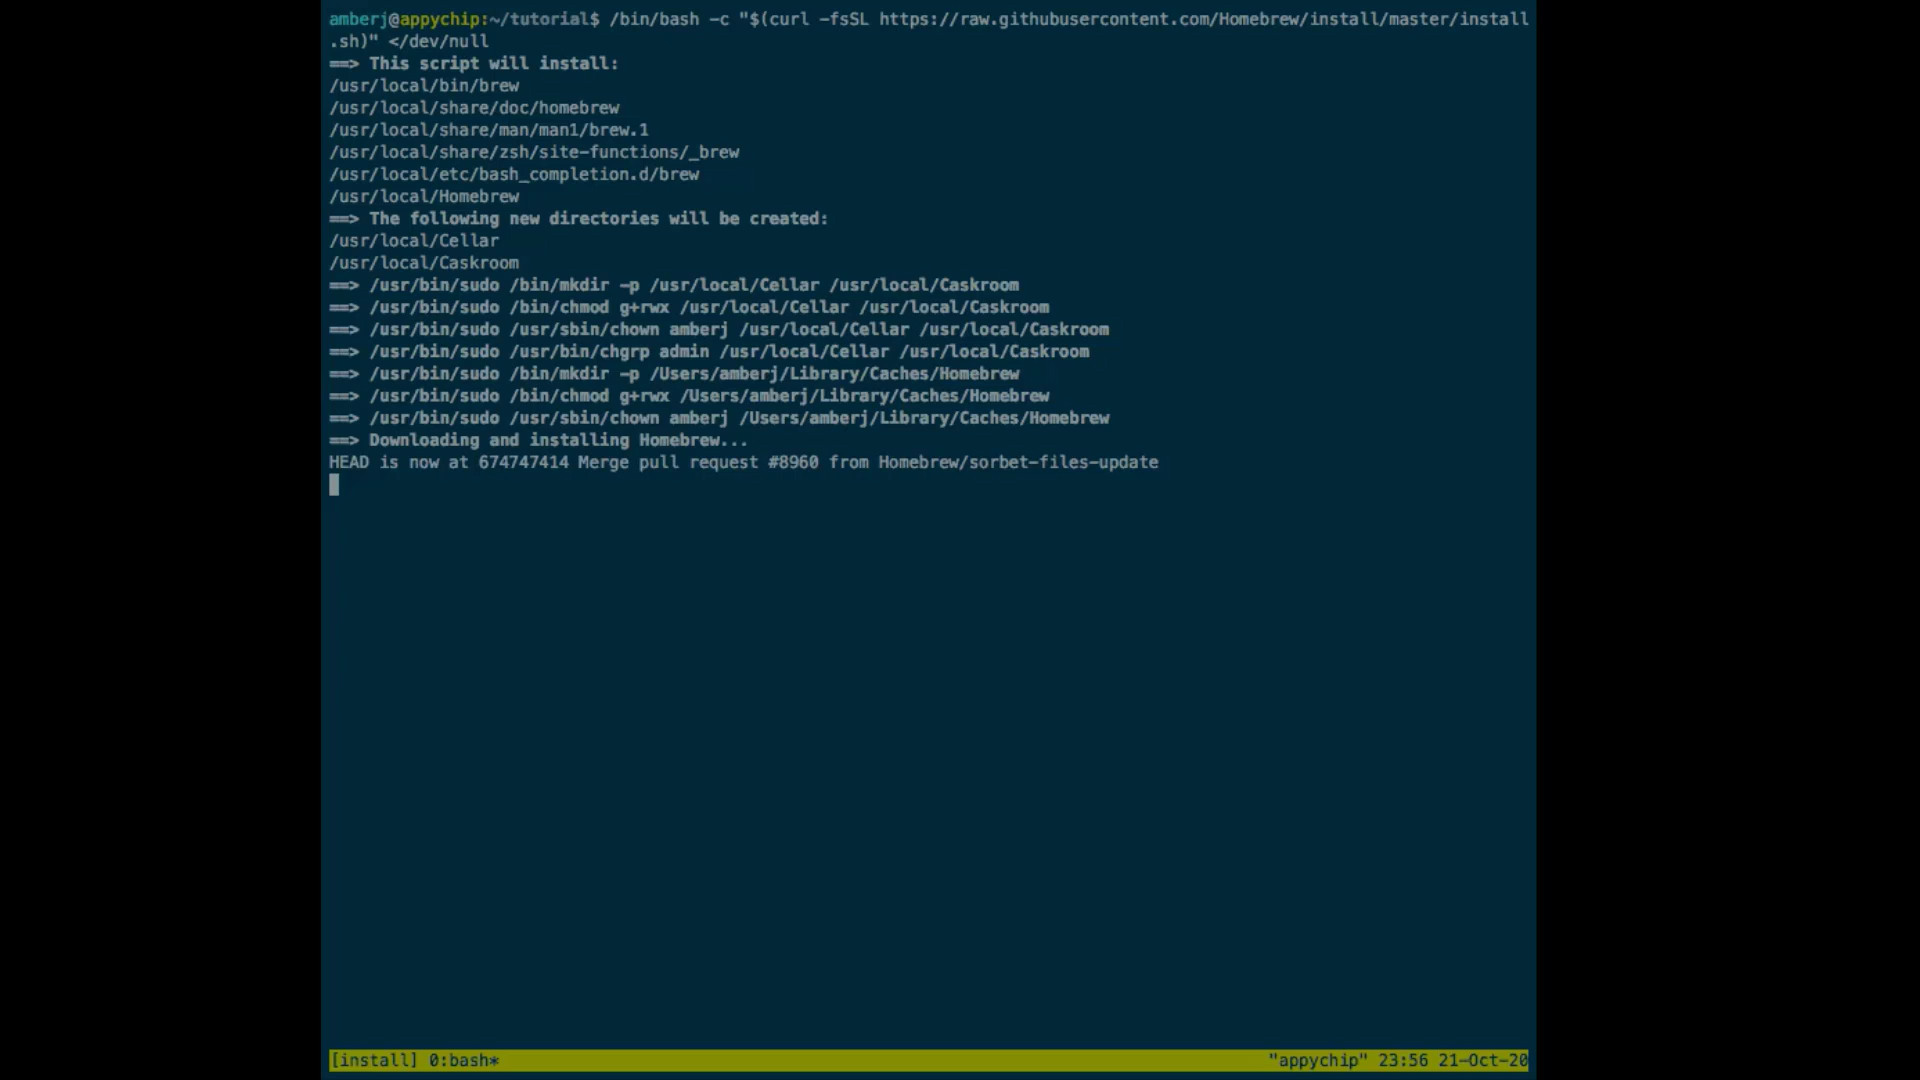 amberj@appychip:~/tutorial$ /bin/bash -c "$(curl -fsSL https://raw.githubusercontent.com/Homebrew/install/master/install
.sh)" </dev/null
==> This script will install:
/usr/local/bin/brew
/usr/local/share/doc/homebrew
/usr/local/share/man/man1/brew.1
/usr/local/share/zsh/site-functions/_brew
/usr/local/etc/bash_completion.d/brew
/usr/local/Homebrew
==> The following new directories will be created:
/usr/local/Cellar
/usr/local/Caskroom
==> /usr/bin/sudo /bin/mkdir -p /usr/local/Cellar /usr/local/Caskroom
==> /usr/bin/sudo /bin/chmod g+rwx /usr/local/Cellar /usr/local/Caskroom
==> /usr/bin/sudo /usr/sbin/chown amberj /usr/local/Cellar /usr/local/Caskroom
==> /usr/bin/sudo /usr/bin/chgrp admin /usr/local/Cellar /usr/local/Caskroom
==> /usr/bin/sudo /bin/mkdir -p /Users/amberj/Library/Caches/Homebrew
==> /usr/bin/sudo /bin/chmod g+rwx /Users/amberj/Library/Caches/Homebrew
==> /usr/bin/sudo /usr/sbin/chown amberj /Users/amberj/Library/Caches/Homebrew
==> Downloading and installing Homebrew...
HEAD is now at 674747414 Merge pull request #8960 from Homebrew/sorbet-files-update
[install] 0:bash* "appychip" 23:56 21-Oct-20